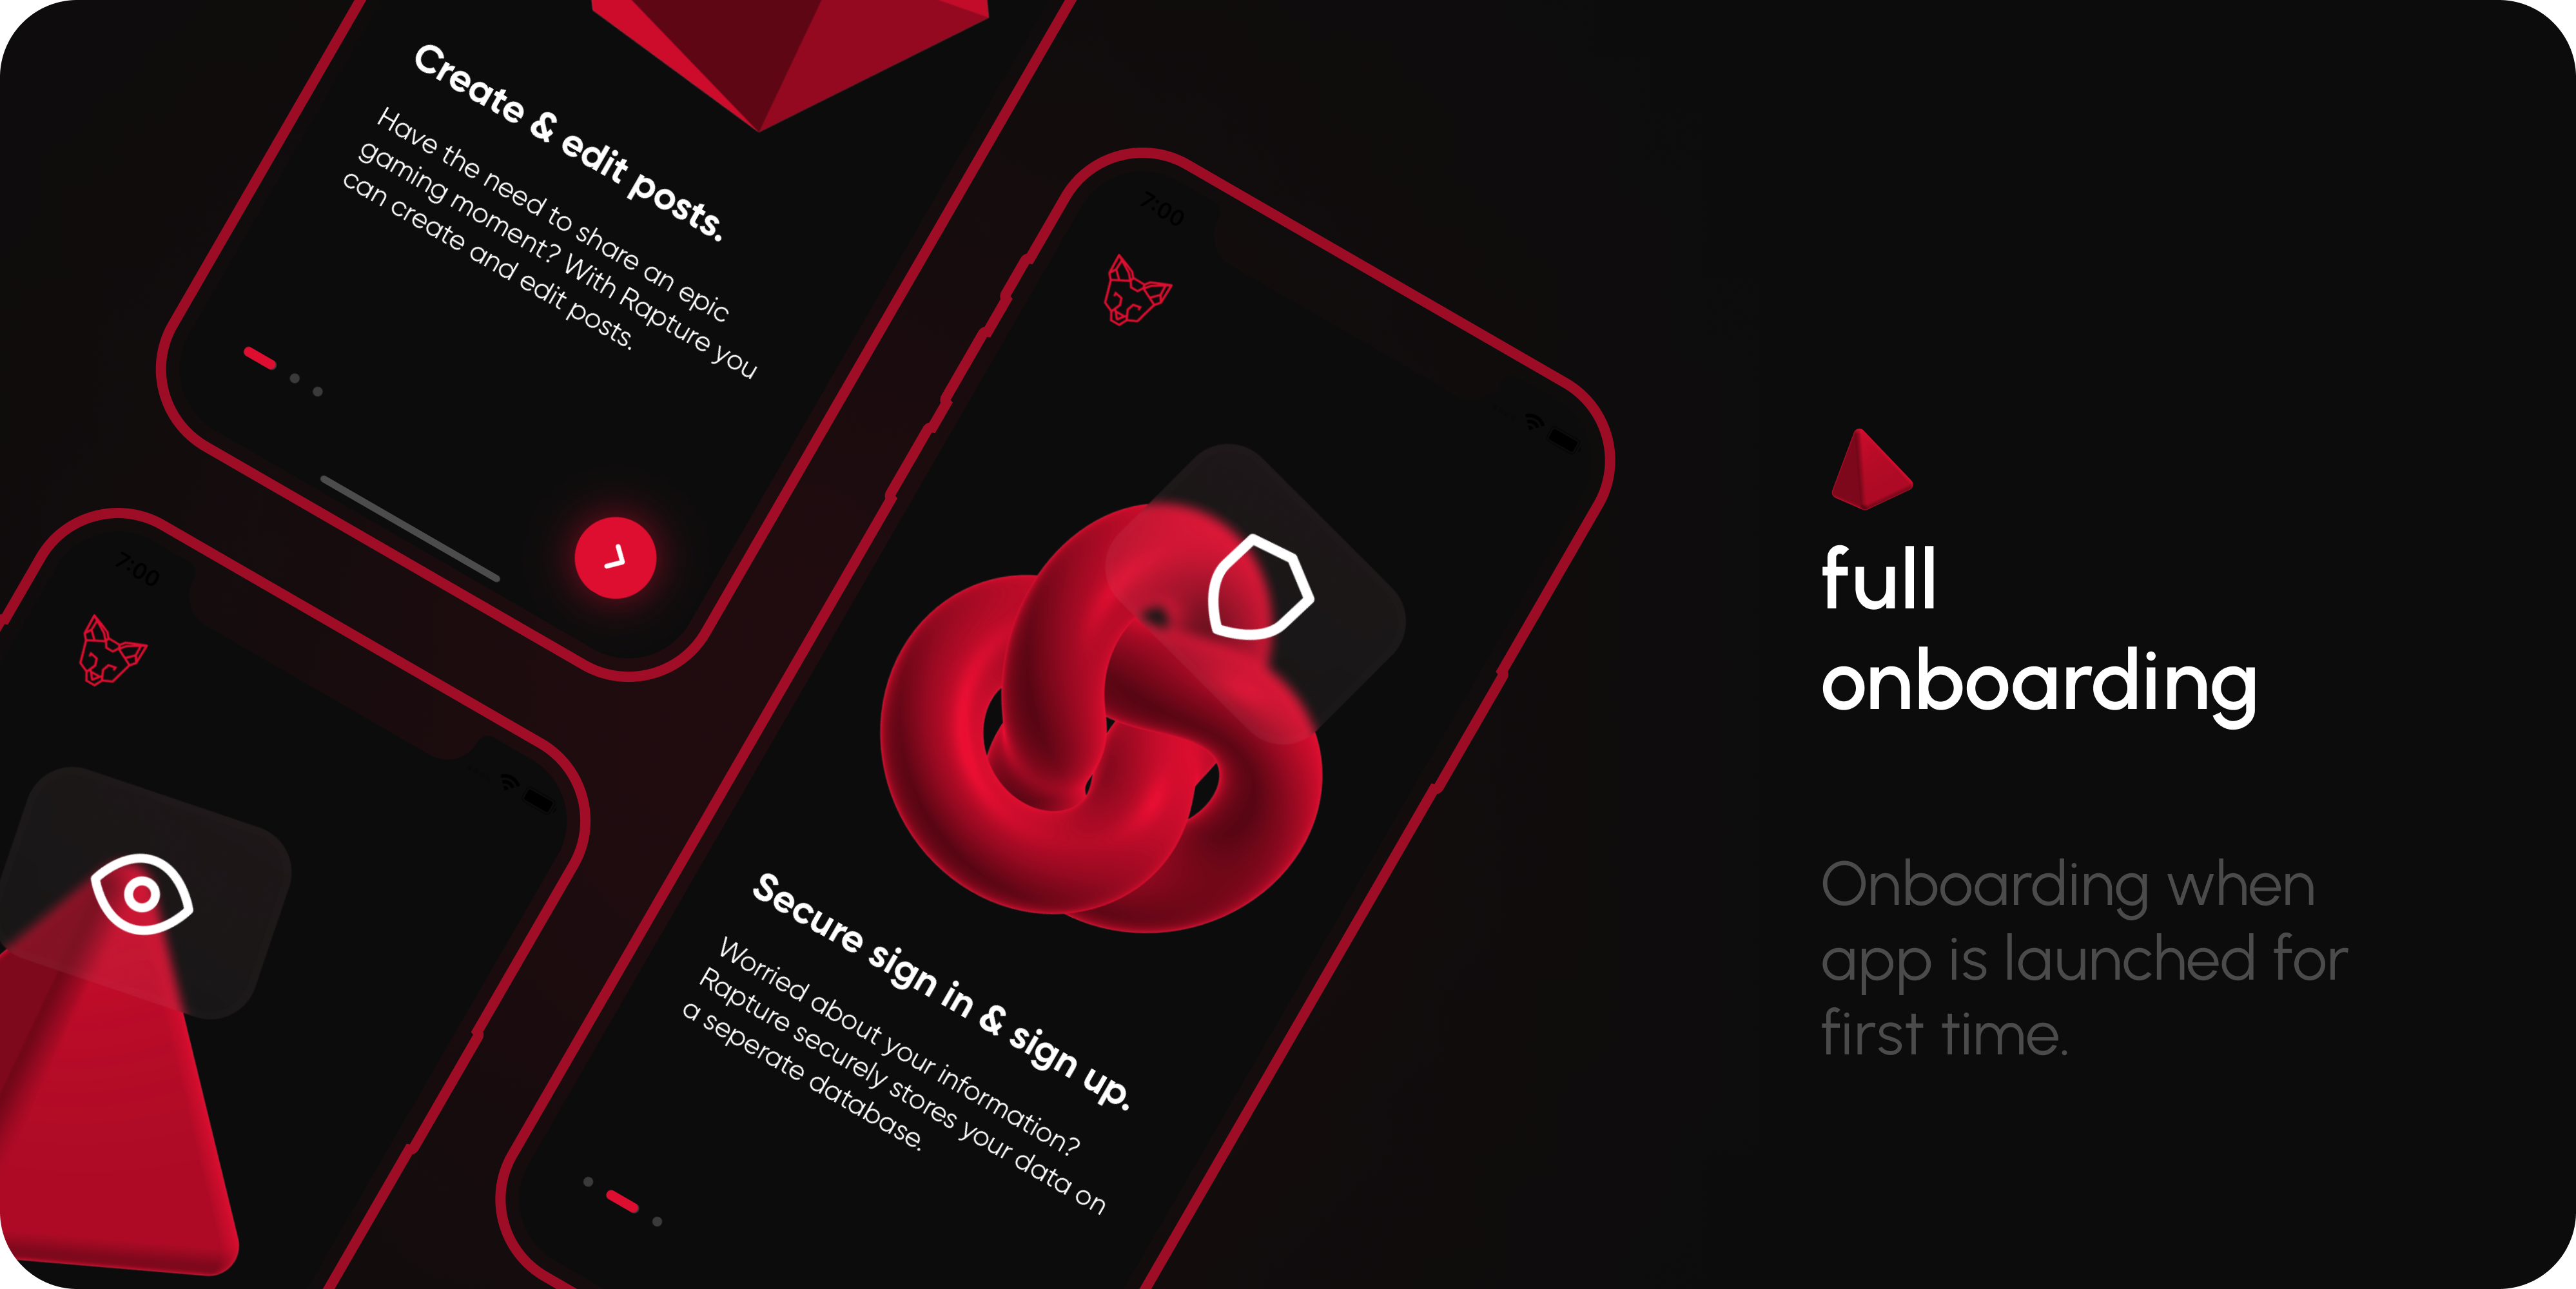 Create & edit posts.
Have the need to share an epic
gaming moment? With Rapture you
can create and edit posts.
7:00
7:00
Secure sign in & sign up.
Worried about your information?
Rapture securely stores your data on
a seperate database.
full
onboarding
Onboarding when
app is launched for
first time.